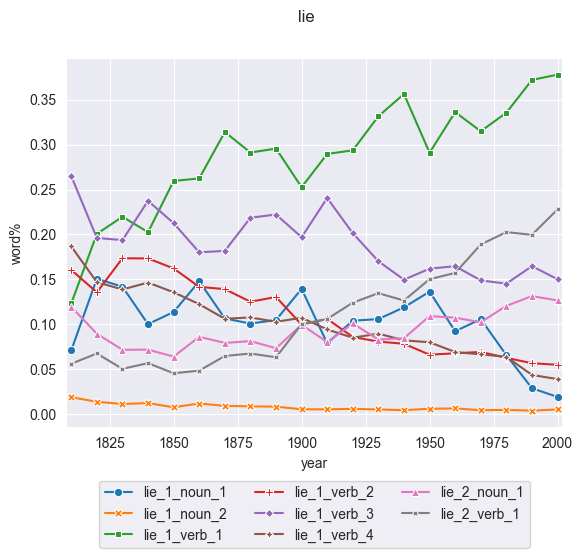 lie
0.35
0.30
0.25
0.20
0.15
0.10
0.05
0.00
word%
1825 1850 1875 1900 1925 1950 1975 2000
year
lie_1_noun_1 lie_1_verb_2 lie_2_noun_1
lie_1_noun_2 lie_1_verb_3 lie_2_verb_1
lie_1_verb_1 lie_1_verb_4